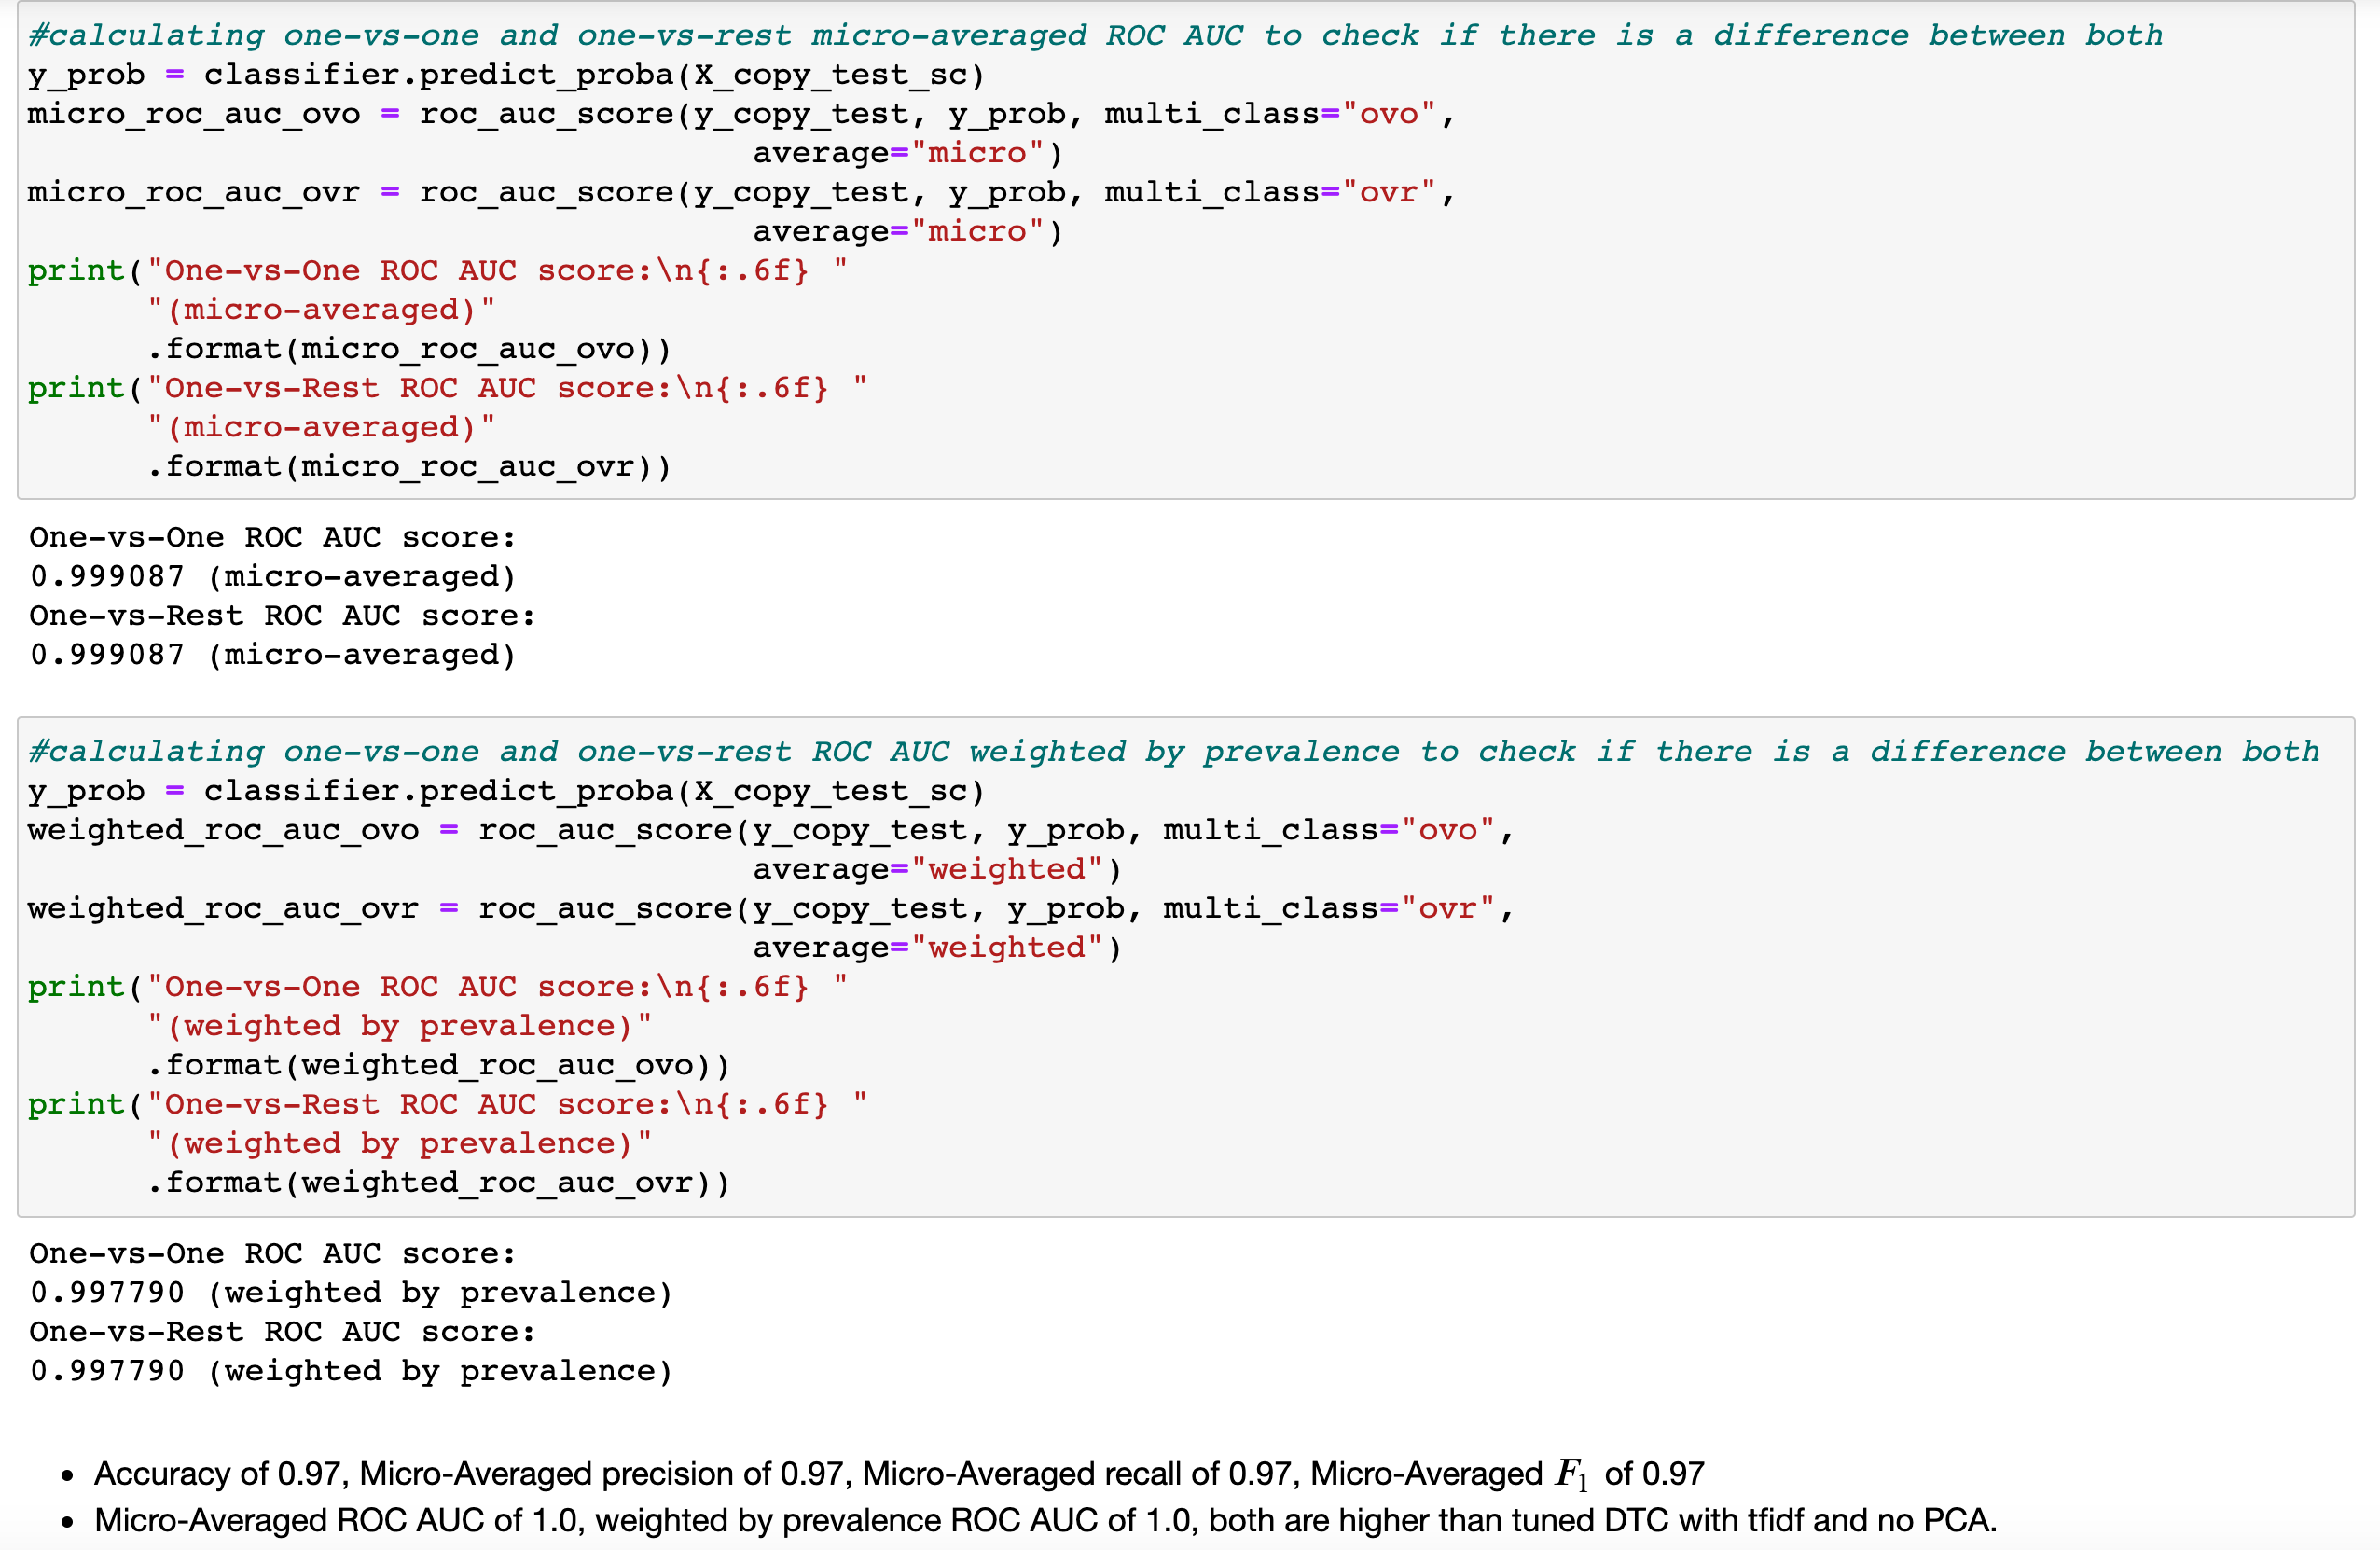 #calculating one-vs-one and one-vs-rest micro-averaged ROC AUC to check if there is a difference between both
y_prob = classifier.predict_proba(X_copy_test_sc)
micro_roc_auc_ovo = roc_auc_score(y_copy_test, y_prob, multi_class="ovo",
                                     average="micro")
micro_roc_auc_ovr = roc_auc_score(y_copy_test, y_prob, multi_class="ovr",
                                     average="micro")
print("One-vs-One ROC AUC score:\n{:.6f} "
      "(micro-averaged)"
      .format(micro_roc_auc_ovo))
print("One-vs-Rest ROC AUC score:\n{:.6f} "
      "(micro-averaged)"
      .format(micro_roc_auc_ovr))
One-vs-One ROC AUC score:
0.999087 (micro-averaged)
One-vs-Rest ROC AUC score:
0.999087 (micro-averaged)
#calculating one-vs-one and one-vs-rest ROC AUC weighted by prevalence to check if there is a difference between both
y_prob = classifier.predict_proba(X_copy_test_sc)
weighted_roc_auc_ovo = roc_auc_score(y_copy_test, y_prob, multi_class="ovo",
                                     average="weighted")
weighted_roc_auc_ovr = roc_auc_score(y_copy_test, y_prob, multi_class="ovr",
                                     average="weighted")
print("One-vs-One ROC AUC score:\n{:.6f} "
      "(weighted by prevalence)"
      .format(weighted_roc_auc_ovo))
print("One-vs-Rest ROC AUC score:\n{:.6f} "
      "(weighted by prevalence)"
      .format(weighted_roc_auc_ovr))
One-vs-One ROC AUC score:
0.997790 (weighted by prevalence)
One-vs-Rest ROC AUC score:
0.997790 (weighted by prevalence)
• Accuracy of 0.97, Micro-Averaged precision of 0.97, Micro-Averaged recall of 0.97, Micro-Averaged F₁ of 0.97
• Micro-Averaged ROC AUC of 1.0, weighted by prevalence ROC AUC of 1.0, both are higher than tuned DTC with tfidf and no PCA.